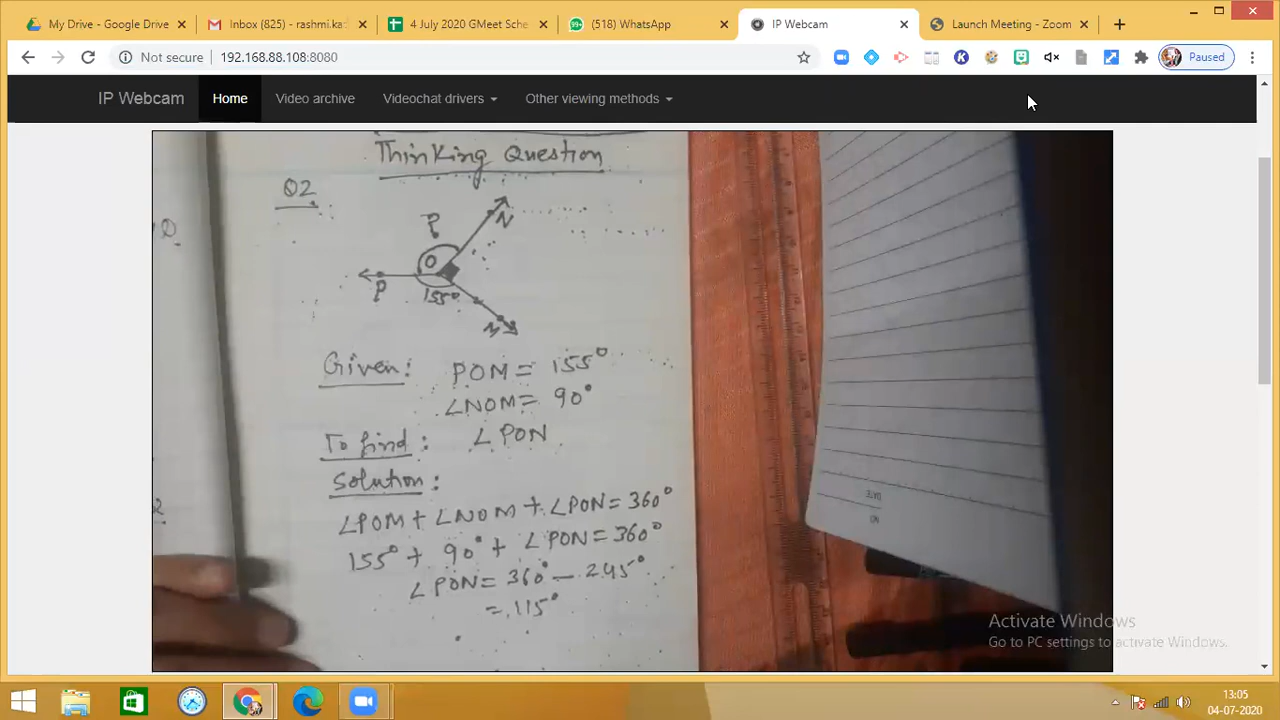 My Drive - Google Drive
Inbox (825) - rashmi.ka
4 July 2020 GMeet Sche
(518) WhatsApp
IP Webcam
Launch Meeting - Zoom
Not secure
192.168.88.108:8080
Paused
IP Webcam
Home
Video archive
Videochat drivers
Other viewing methods
Thinking Question
Q2
N
O
P
155°
M
Given: POM = 155°
∠NOM = 90°
To find: ∠PON
Solution:
∠POM + ∠NOM + ∠PON = 360°
155° + 90° + ∠PON = 360°
∠PON = 360° - 245°
= 115°
DATE
NO
Activate Windows
Go to PC settings to activate Windows.
13:05
04-07-2020